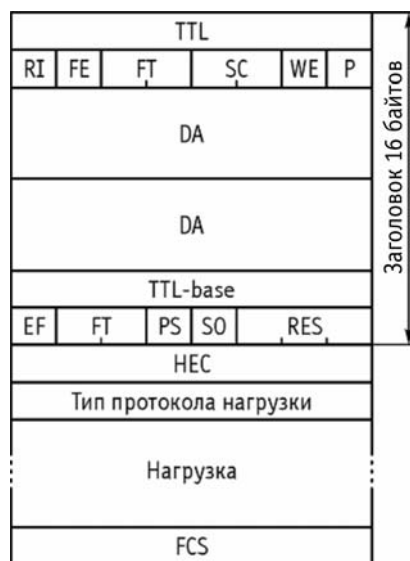 TTL
RI FE FT SC WE P
DA
DA
TTL-base
EF FT PS SO RES
HEC
Тип протокола нагрузки
Нагрузка
FCS
Заголовок 16 байтов